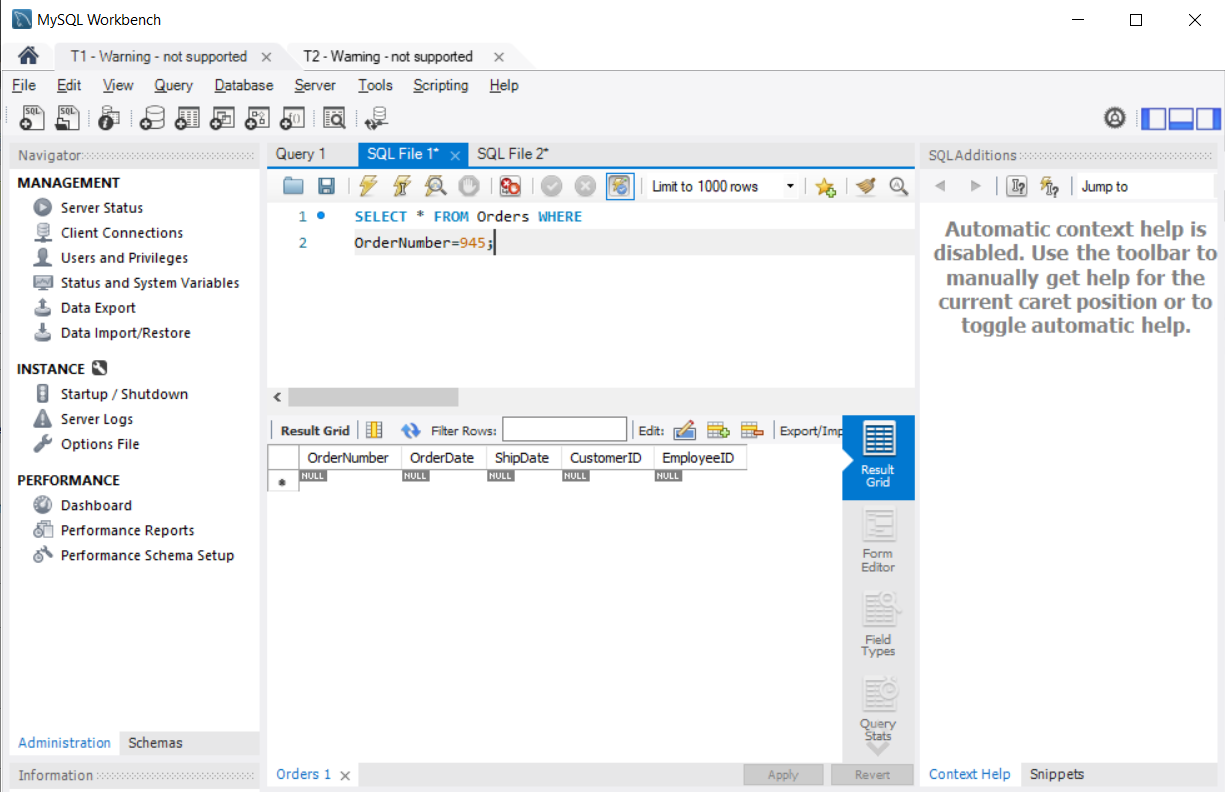 MySQL Workbench
T1 - Warning - not supported
T2 - Warning - not supported
File Edit View Query Database Server Tools Scripting Help
Navigator
MANAGEMENT
Server Status
Client Connections
Users and Privileges
Status and System Variables
Data Export
Data Import/Restore
INSTANCE
Startup / Shutdown
Server Logs
Options File
PERFORMANCE
Dashboard
Performance Reports
Performance Schema Setup
Administration Schemas
Information
Query 1 SQL File 1* SQL File 2*
Limit to 1000 rows
1 SELECT * FROM Orders WHERE
2 OrderNumber=945;
Result Grid Filter Rows: Edit: Export/Imp
OrderNumber OrderDate ShipDate CustomerID EmployeeID
NULL NULL NULL NULL NULL
Result
Grid
Form
Editor
Field
Types
Query
Stats
Orders 1
Apply Revert
SQLAdditions
Jump to
Automatic context help is
disabled. Use the toolbar to
manually get help for the
current caret position or to
toggle automatic help.
Context Help Snippets